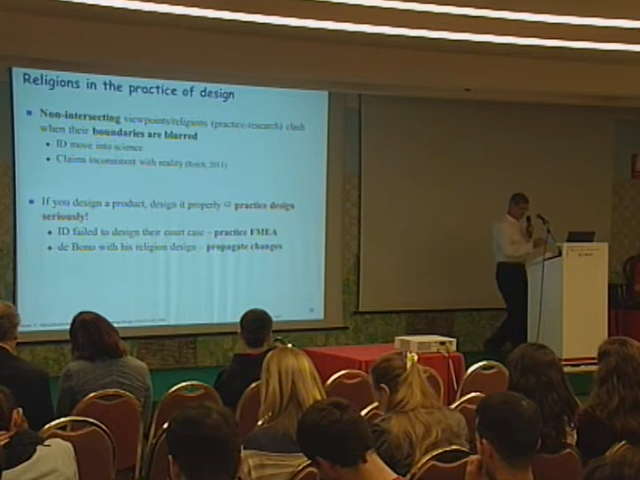 Religions in the practice of design
Non-intersecting viewpoints/religions (practice-research) clash
when their boundaries are blurred
ID move into science
Claims inconsistent with reality (Reich, 2011)
If you design a product, design it properly ⇨ practice design
seriously!
ID failed to design their court case – practice FMEA
de Bono with his religion design – propagate changes